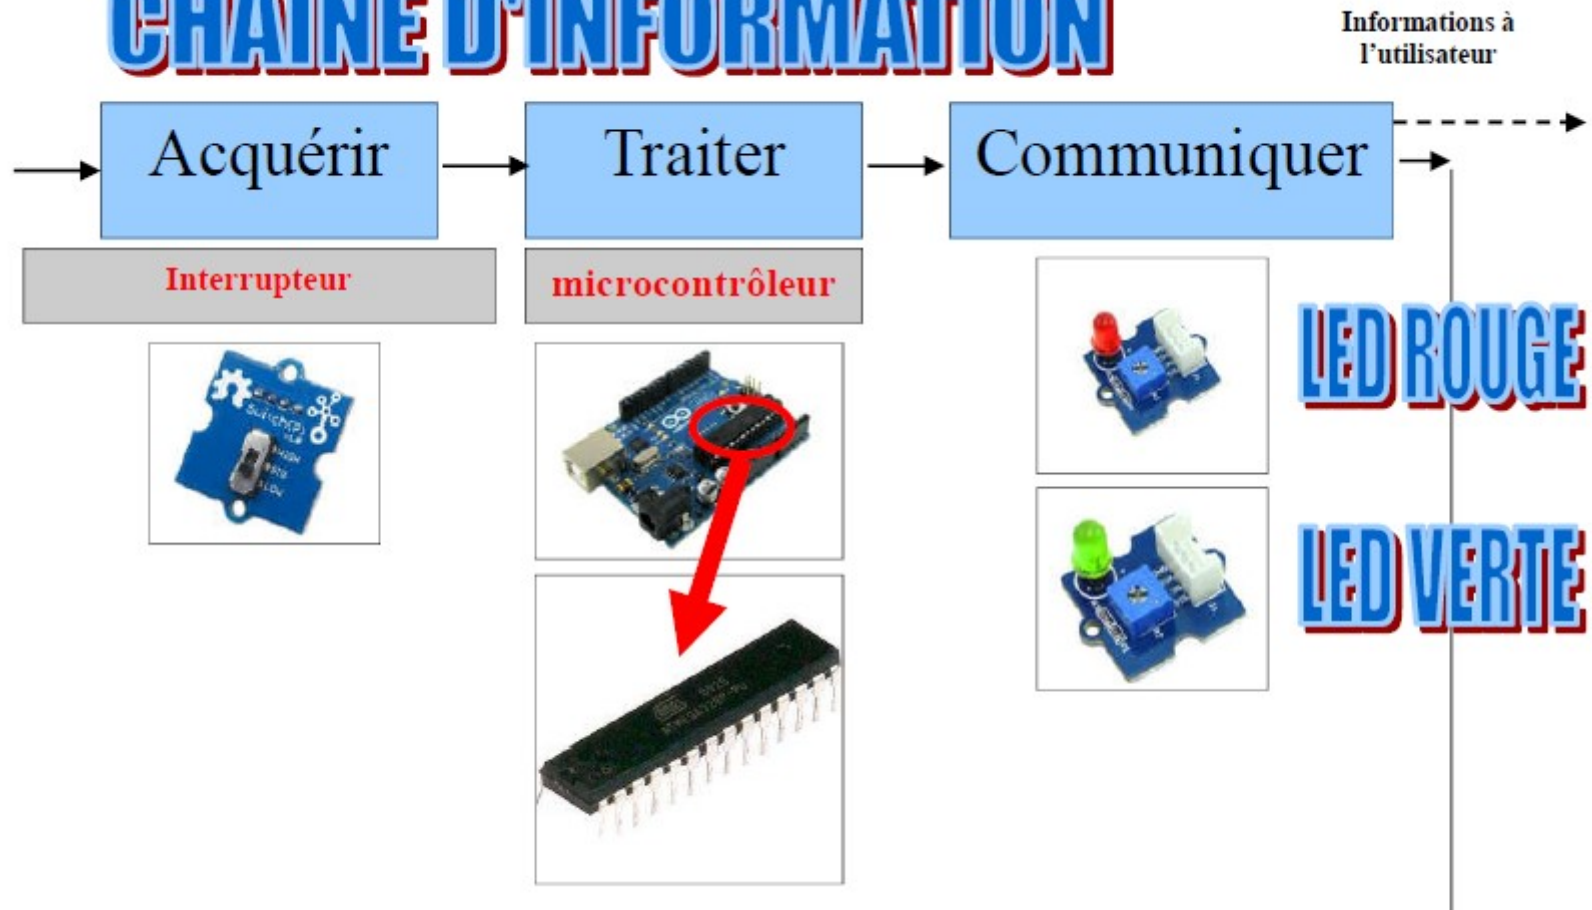 CHAINE D'INFORMATION
Informations à
l'utilisateur
Acquérir
Traiter
Communiquer
Interrupteur
microcontrôleur
LED ROUGE
LED VERTE